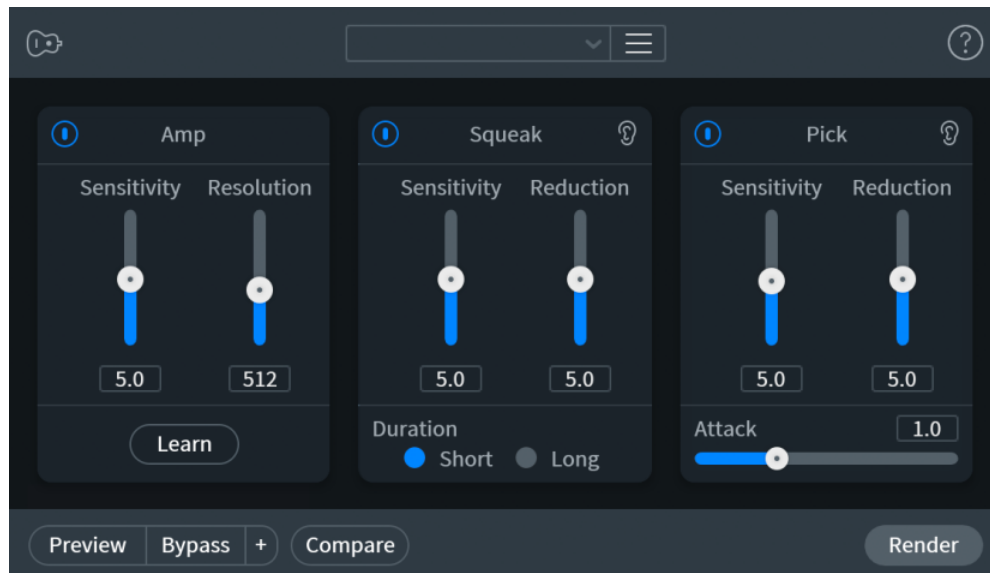 ?
Amp
Squeak
Pick
Sensitivity Resolution
Sensitivity Reduction
Sensitivity Reduction
5.0 512
5.0 5.0
5.0 5.0
Learn
Duration
Short Long
Attack 1.0
Preview Bypass + Compare
Render